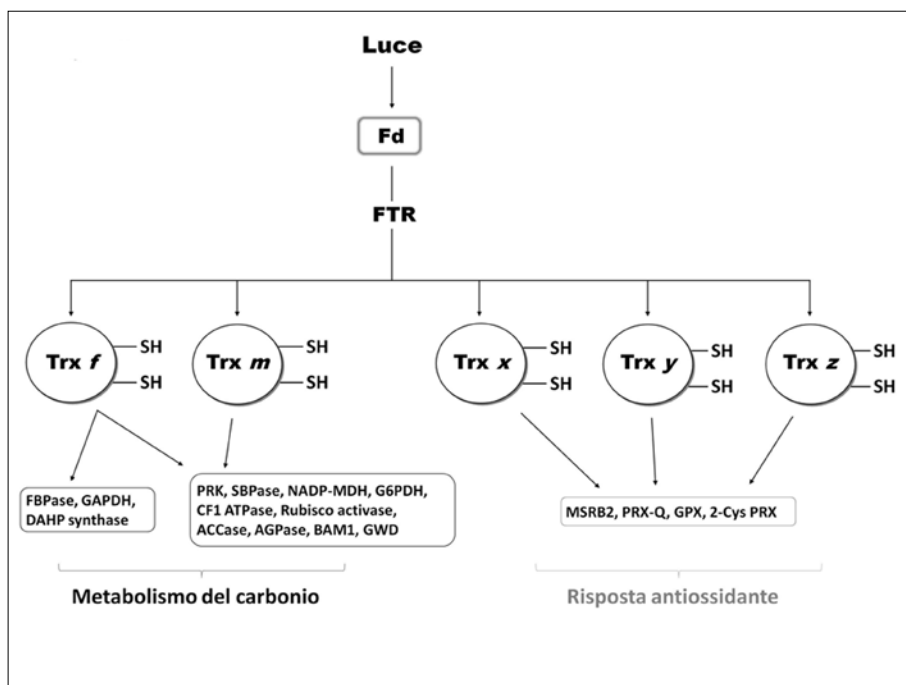 Luce
Fd
FTR
Trx f
SH
SH
Trx m
SH
SH
Trx x
SH
SH
Trx y
SH
SH
Trx z
SH
SH
FBPase, GAPDH,
DAHP synthase
PRK, SBPase, NADP-MDH, G6PDH,
CF1 ATPase, Rubisco activase,
ACCase, AGPase, BAM1, GWD
MSRB2, PRX-Q, GPX, 2-Cys PRX
Metabolismo del carbonio
Risposta antiossidante